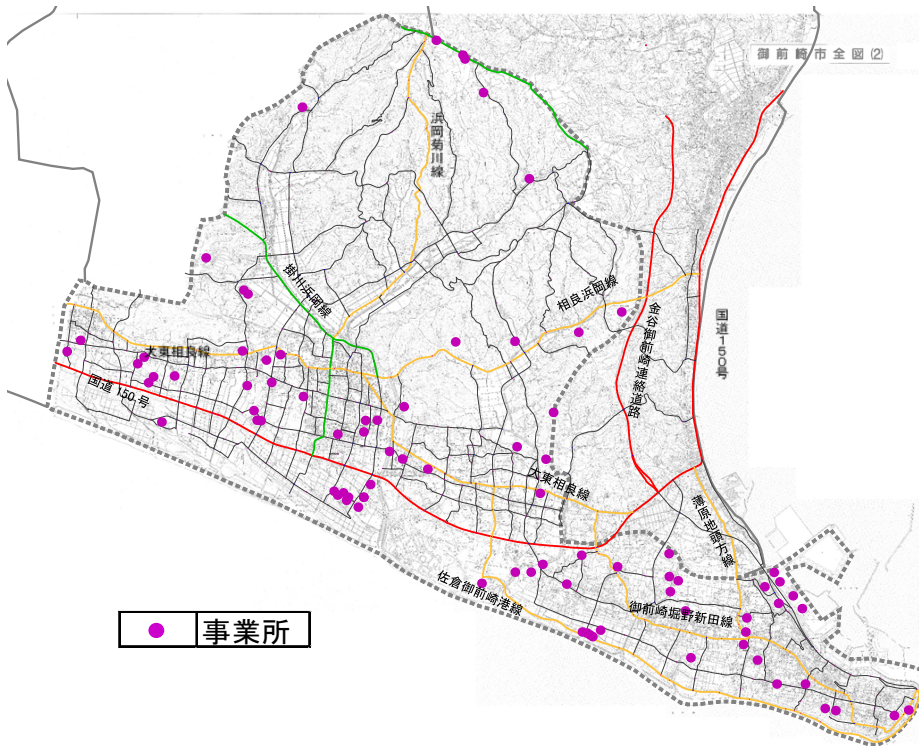 御前崎市全図(2)
浜岡菊川線
掛川浜岡線
相良浜岡線
国道150号
金谷御前崎連絡道路
大東相良線
国道150号
大東相良線
薄原地頭方線
佐倉御前崎港線
御前崎堀野新田線
事業所